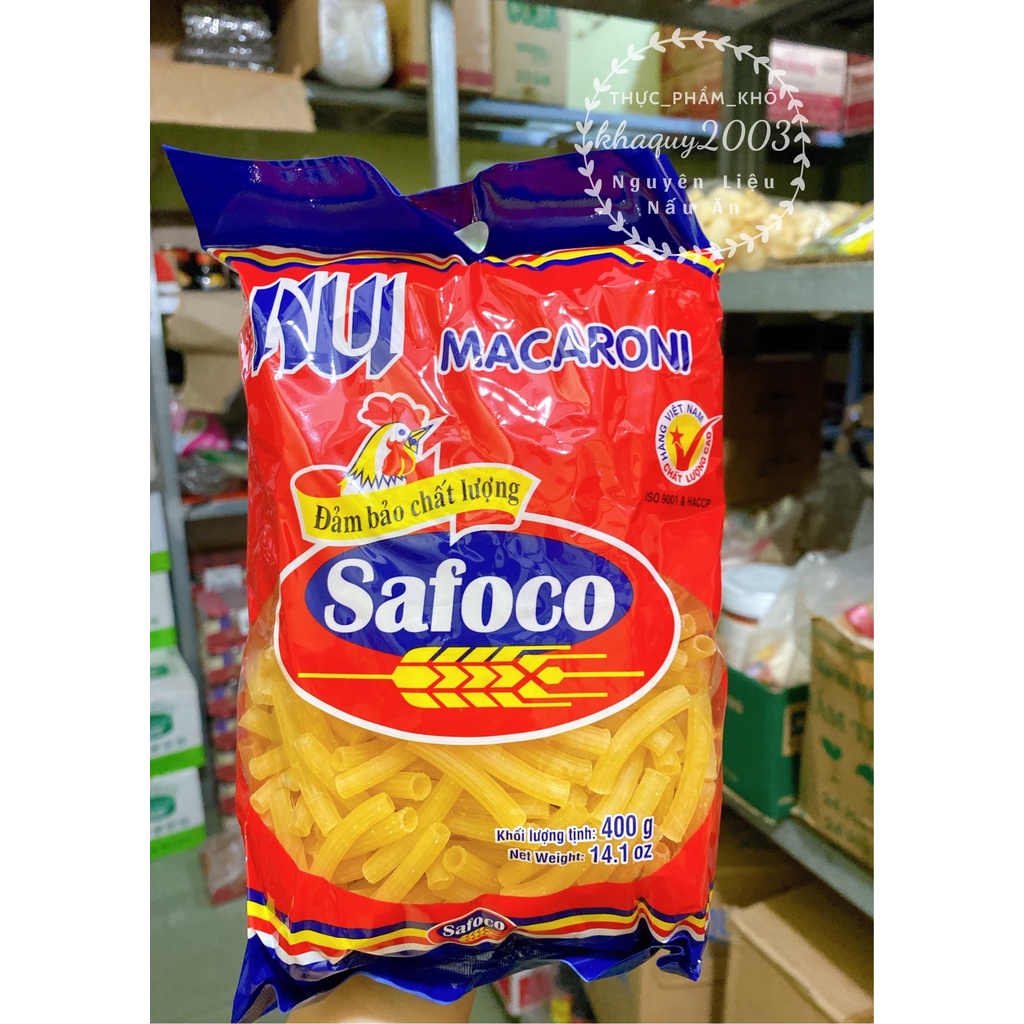 THỰC_PHẨM_KHÔ
khaquy2003
Nguyên Liệu
Nấu Ăn
NUI
MACARONI
HÀNG VIỆT NAM
CHẤT LƯỢNG CAO
ISO 9001 & HACCP
Đảm bảo chất lượng
Safoco
Khối lượng tịnh: 400 g
Net Weight: 14.1 oz
Safoco